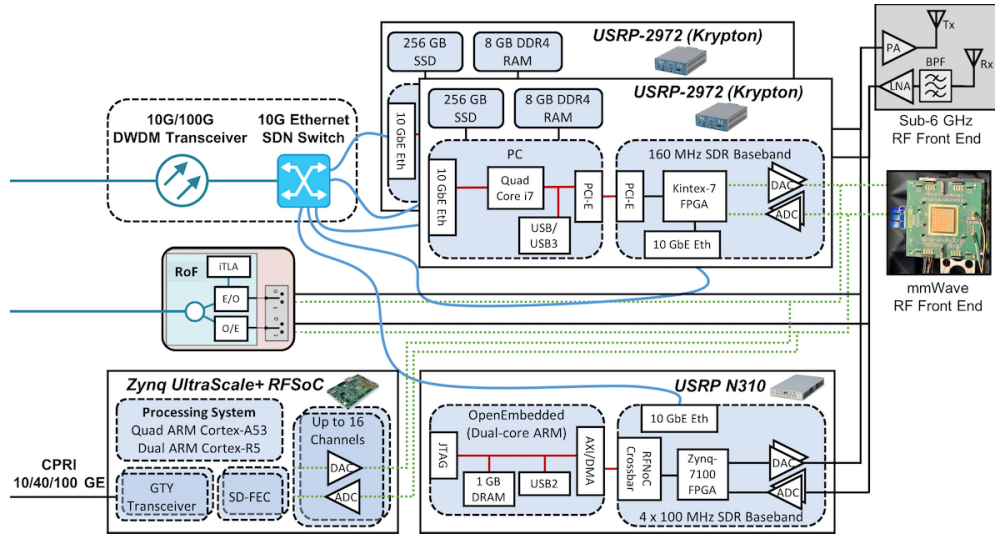 USRP-2972 (Krypton)
256 GB
SSD
8 GB DDR4
RAM
10 GbE Eth
USRP-2972 (Krypton)
256 GB
SSD
8 GB DDR4
RAM
PC
10 GbE Eth
Quad
Core i7
USB/
USB3
PCI-E
160 MHz SDR Baseband
PCI-E
Kintex-7
FPGA
10 GbE Eth
DAC
ADC
Tx
PA
BPF
Rx
LNA
Sub-6 GHz
RF Front End
mmWave
RF Front End
10G/100G
DWDM Transceiver
10G Ethernet
SDN Switch
RoF
iTLA
E/O
O/E
0
1
0
1
Zynq UltraScale+ RFSoC
Processing System
Quad ARM Cortex-A53
Dual ARM Cortex-R5
Up to 16
Channels
DAC
ADC
CPRI
10/40/100 GE
GTY
Transceiver
SD-FEC
USRP N310
OpenEmbedded
(Dual-core ARM)
JTAG
1 GB
DRAM
USB2
AXI/DMA
10 GbE Eth
RFNoC
Crossbar
Zynq-
7100
FPGA
DAC
ADC
4 x 100 MHz SDR Baseband